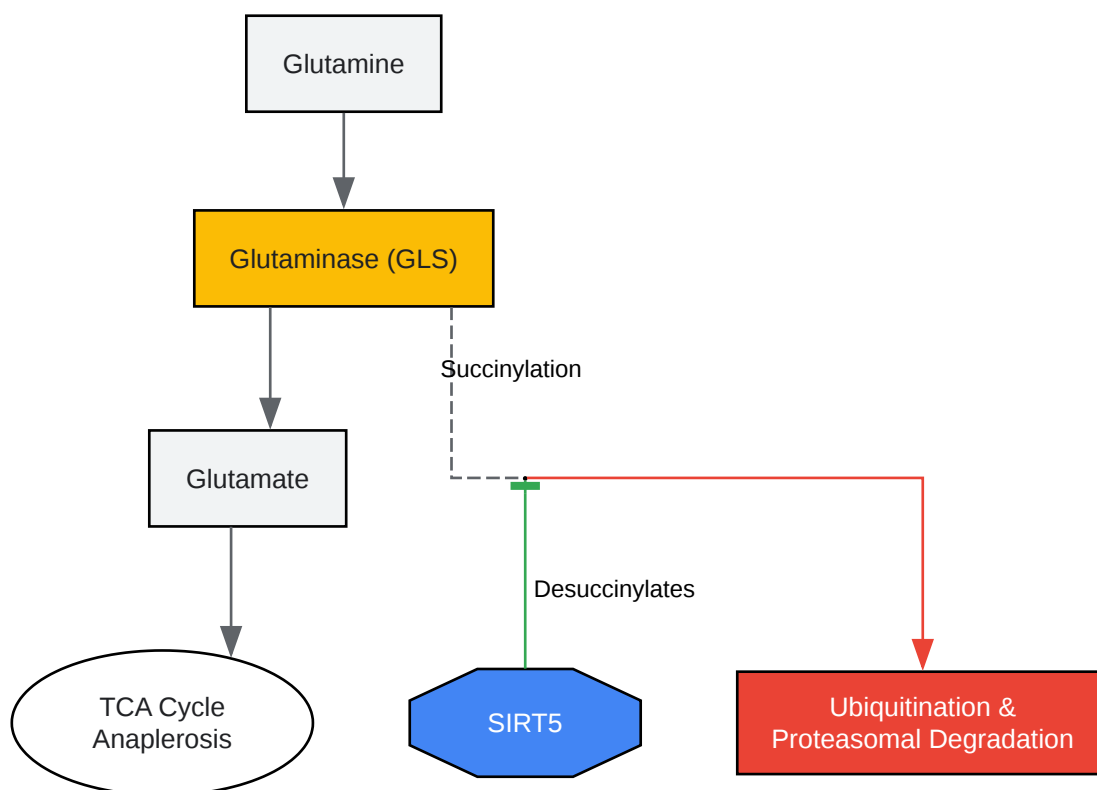 Glutamine
Glutaminase (GLS)
Succinylation
Glutamate
Desuccinylates
TCA Cycle
Anaplerosis
SIRT5
Ubiquitination &
Proteasomal Degradation